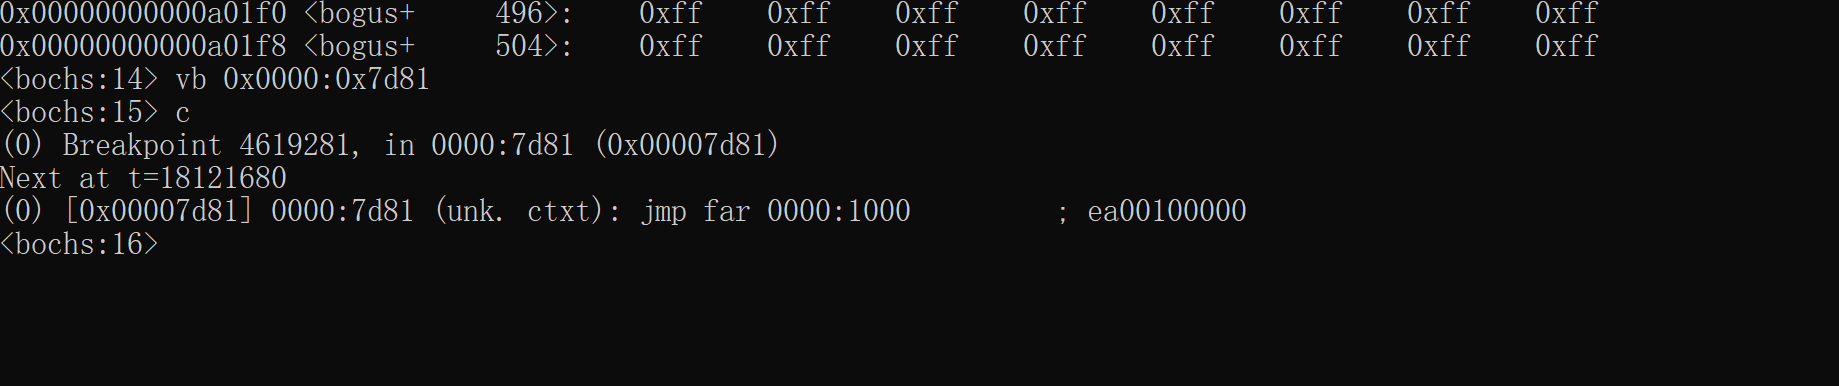 0x00000000000a01f0 <bogus+     496>:    0xff    0xff    0xff    0xff    0xff    0xff    0xff    0xff
0x00000000000a01f8 <bogus+     504>:    0xff    0xff    0xff    0xff    0xff    0xff    0xff    0xff
<bochs:14> vb 0x0000:0x7d81
<bochs:15> c
(0) Breakpoint 4619281, in 0000:7d81 (0x00007d81)
Next at t=18121680
(0) [0x00007d81] 0000:7d81 (unk. ctxt): jmp far 0000:1000         ; ea00100000
<bochs:16>